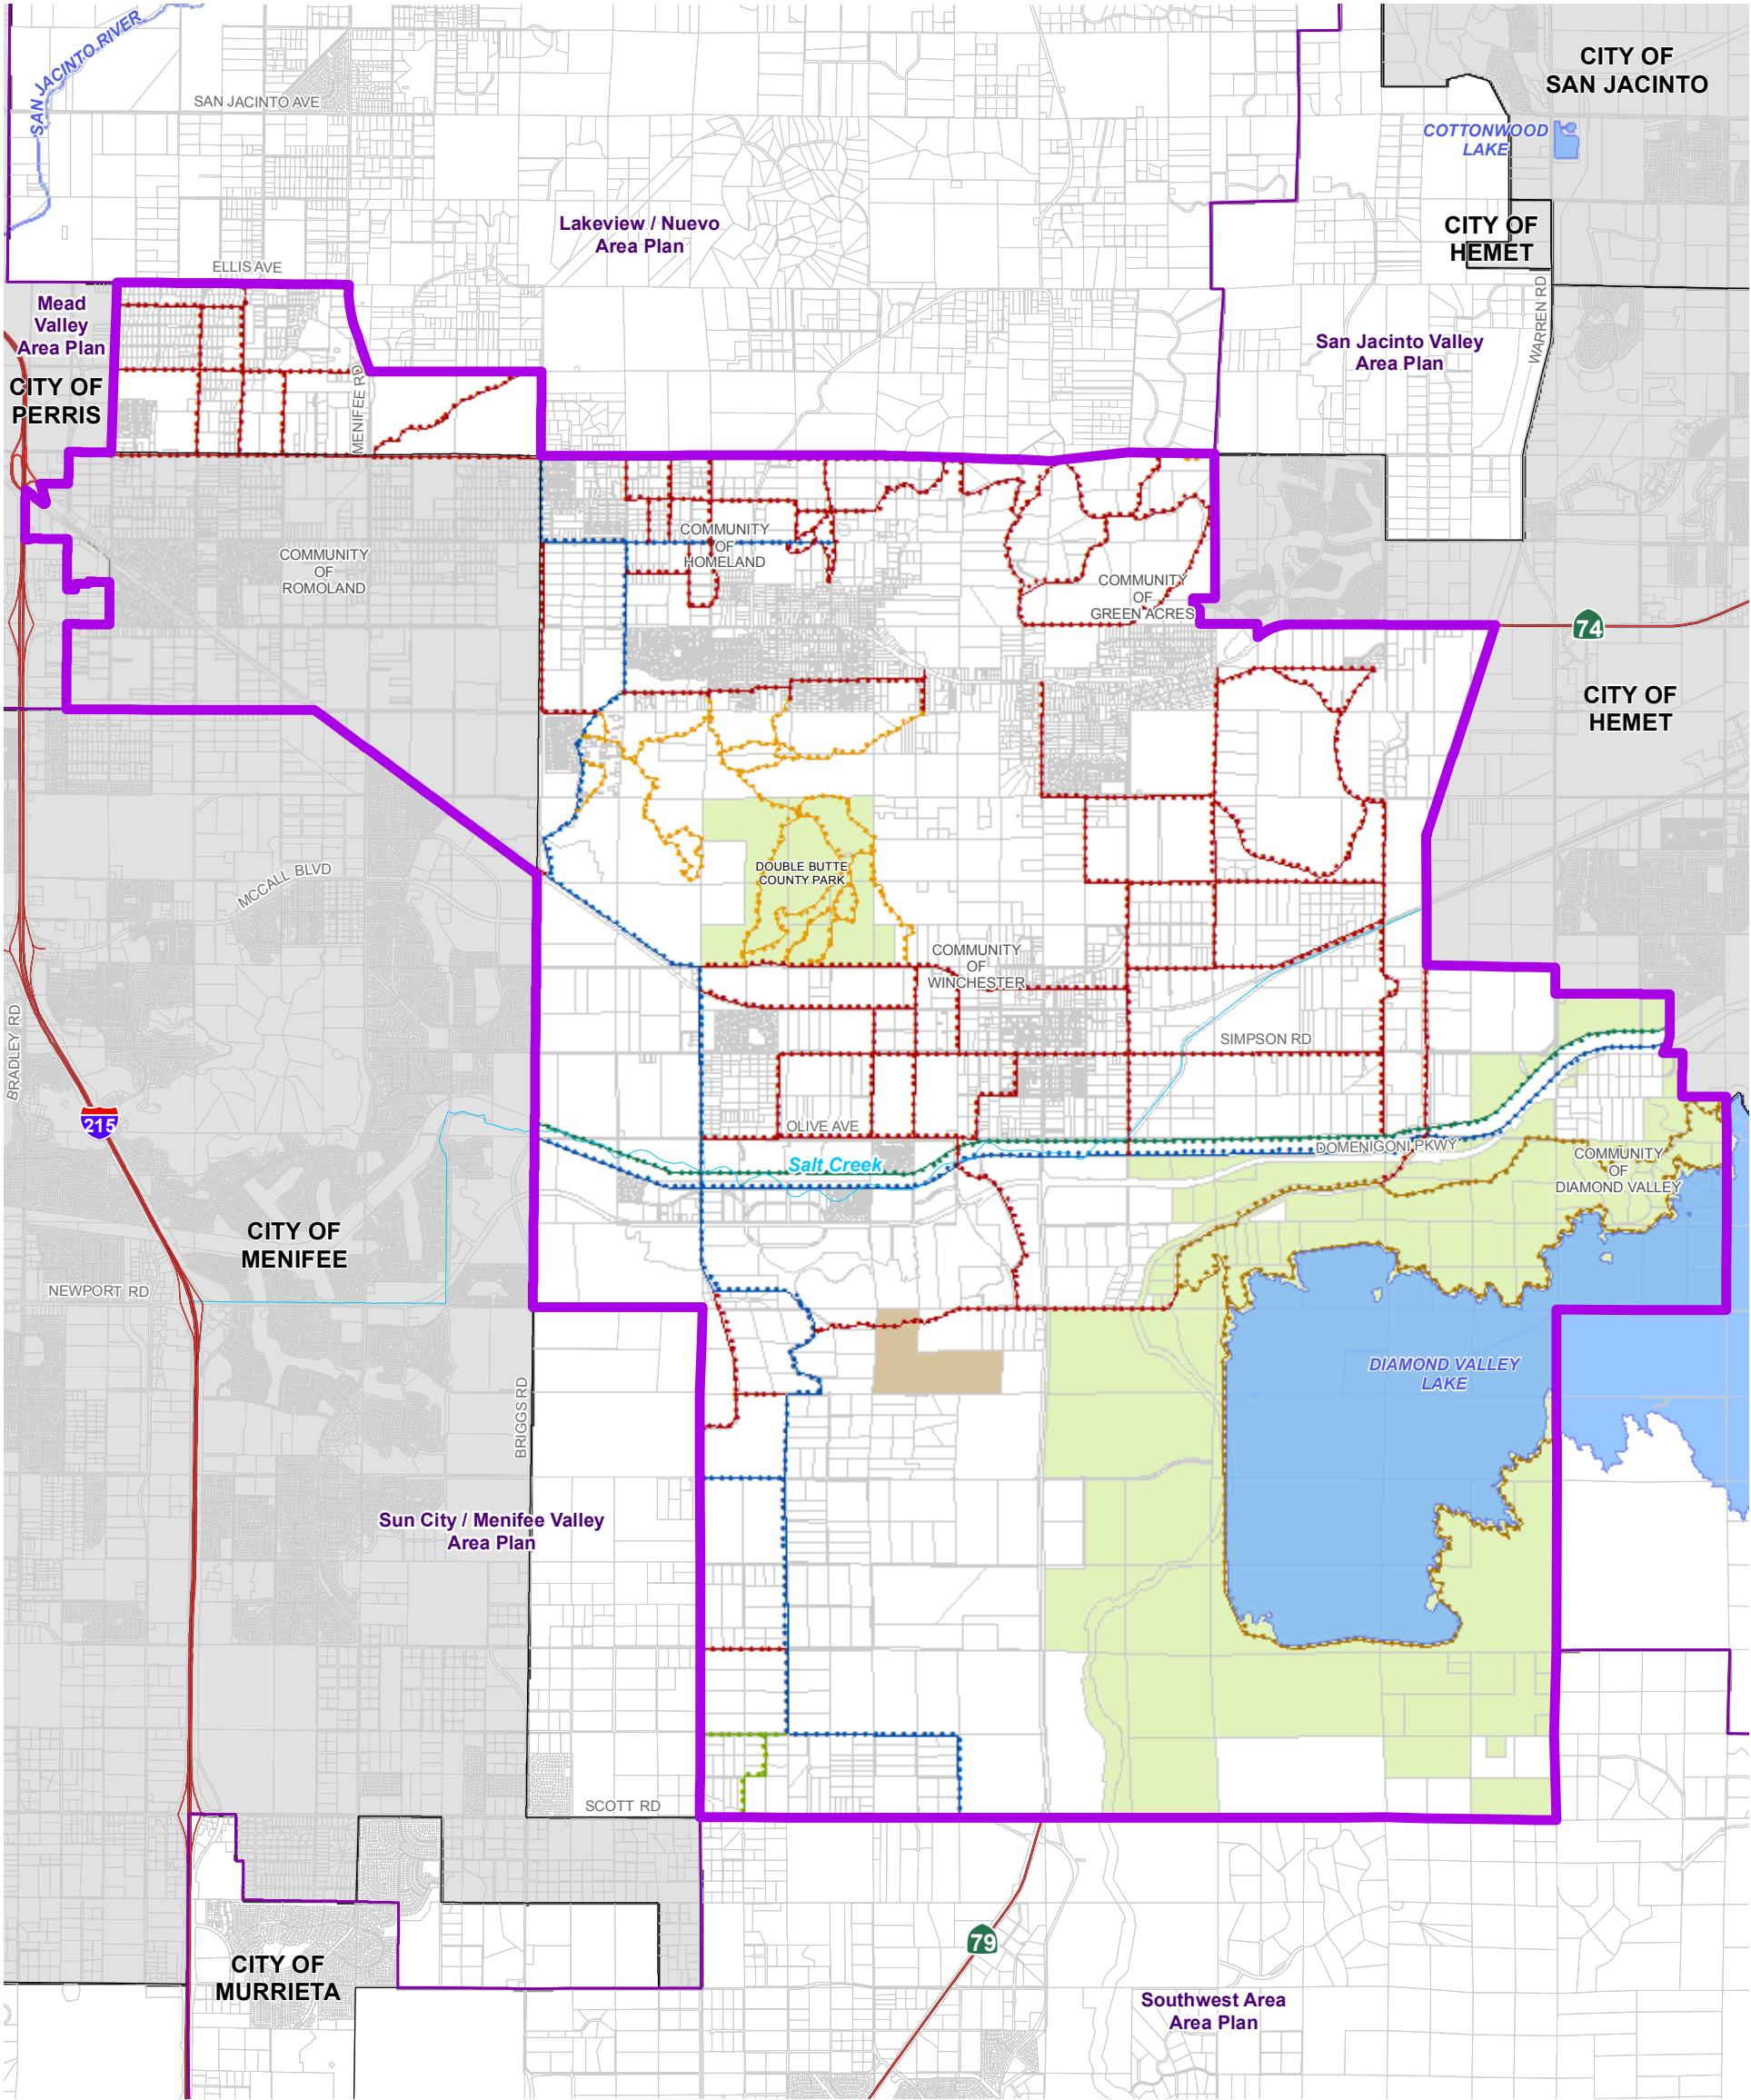 SAN JACINTO RIVER
SAN JACINTO AVE
CITY OF
SAN JACINTO
COTTONWOOD
LAKE
Lakeview / Nuevo
Area Plan
CITY OF
HEMET
ELLIS AVE
WARREN RD
Mead
Valley
Area Plan
San Jacinto Valley
Area Plan
CITY OF
PERRIS
MENIFEE RD
COMMUNITY
OF
HOMELAND
COMMUNITY
OF
ROMOLAND
COMMUNITY
OF
GREEN ACRES
74
CITY OF
HEMET
MCCALL BLVD
DOUBLE BUTTE
COUNTY PARK
COMMUNITY
OF
WINCHESTER
BRADLEY RD
SIMPSON RD
215
OLIVE AVE
DOMENIGONI PKWY
Salt Creek
COMMUNITY
OF
DIAMOND VALLEY
CITY OF
MENIFEE
NEWPORT RD
DIAMOND VALLEY
LAKE
BRIGGS RD
Sun City / Menifee Valley
Area Plan
SCOTT RD
79
CITY OF
MURRIETA
Southwest Area
Area Plan